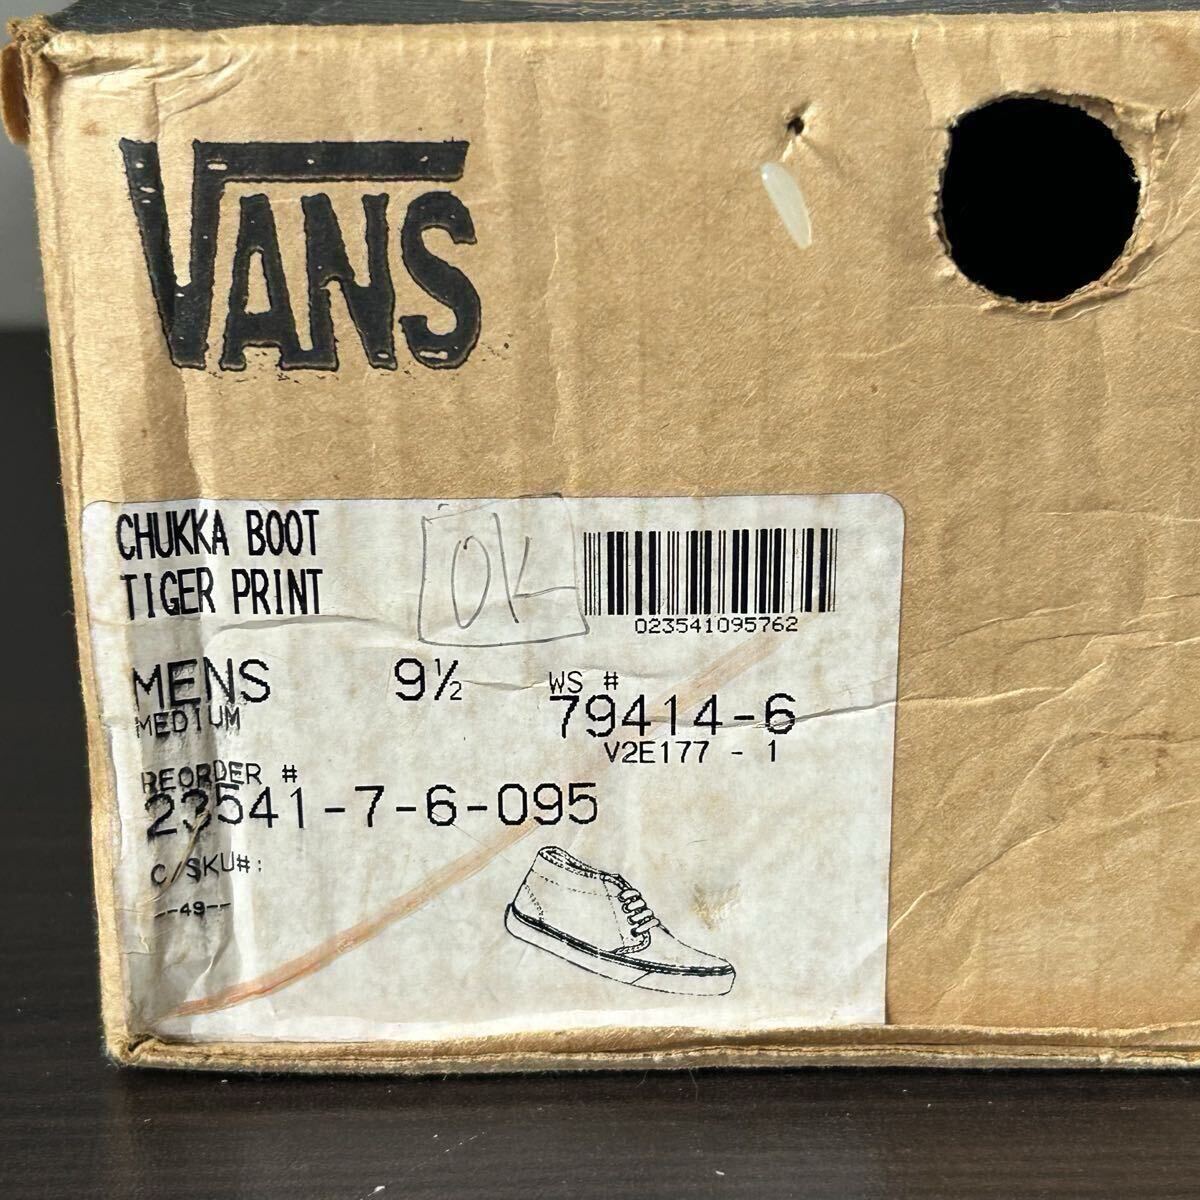 VANS
CHUKKA BOOT
TIGER PRINT
OK
023541095762
MENS 9½
MEDIUM
WS #
79414-6
V2E177 - 1
REORDER #
23541-7-6-095
C/SKU#:
--49--